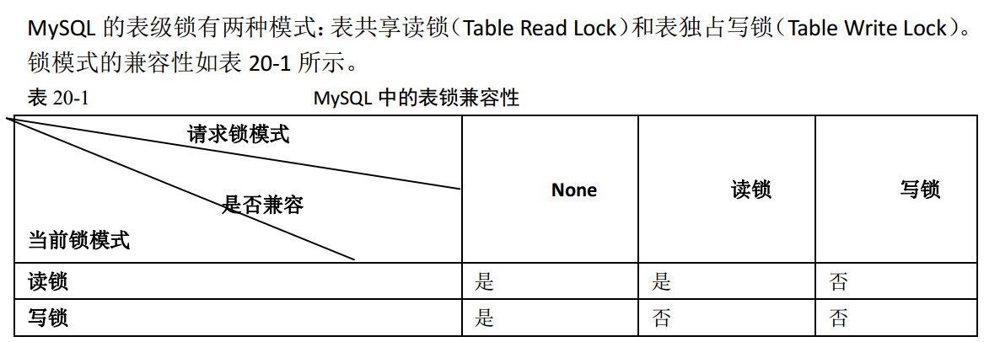 MySQL 的表级锁有两种模式：表共享读锁（Table Read Lock）和表独占写锁（Table Write Lock）。
锁模式的兼容性如表 20-1 所示。
表 20-1 MySQL 中的表锁兼容性
请求锁模式
是否兼容
当前锁模式
None 读锁 写锁
读锁 是 是 否
写锁 是 否 否